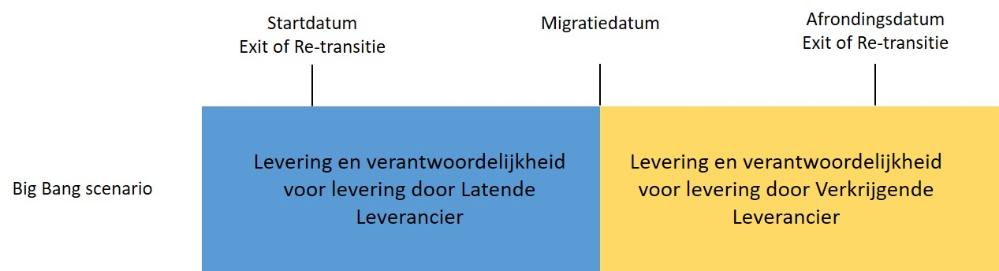 Startdatum
Exit of Re-transitie
Migratiedatum
Afrondingsdatum
Exit of Re-transitie
Big Bang scenario
Levering en verantwoordelijkheid
voor levering door Latende
Leverancier
Levering en verantwoordelijkheid
voor levering door Verkrijgende
Leverancier